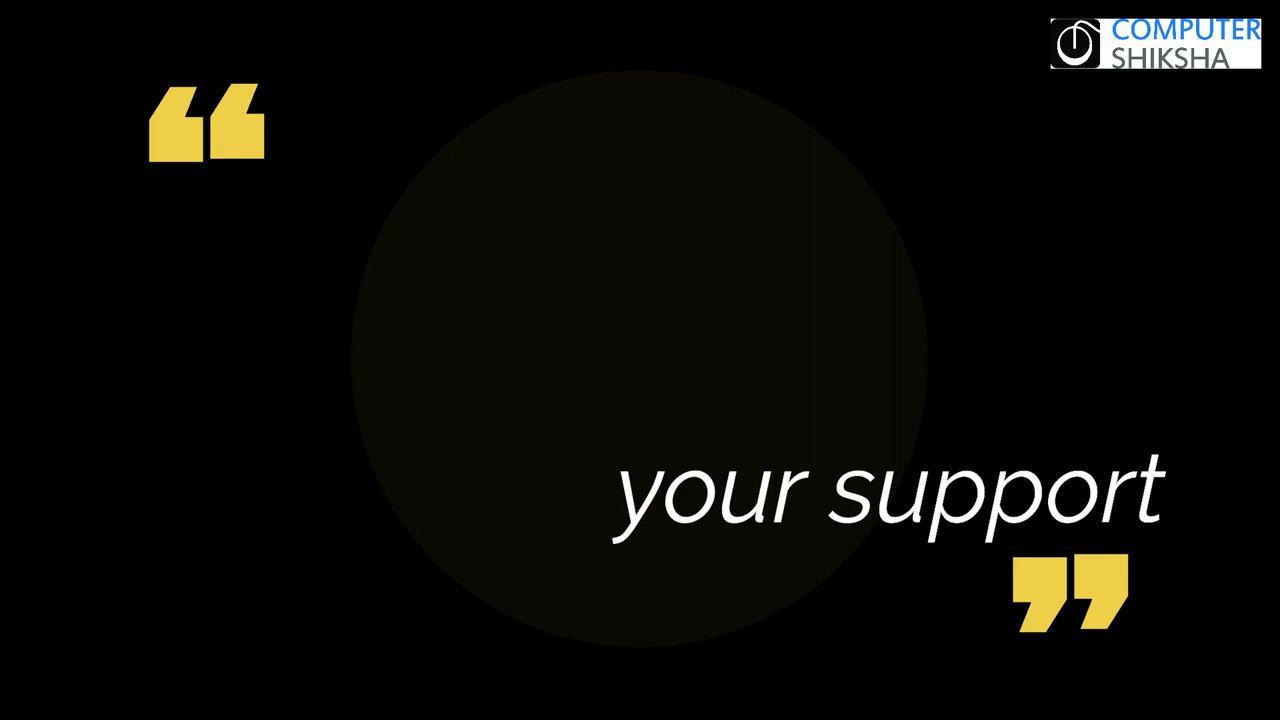 COMPUTER
SHIKSHA
“
your support
”